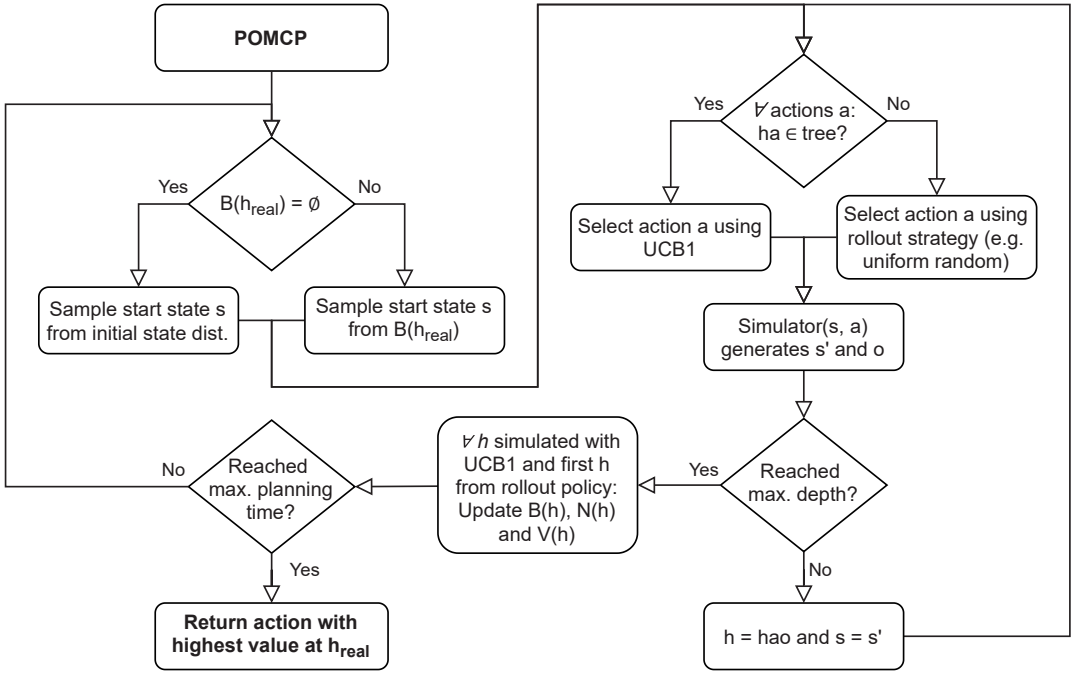 POMCP
B(h_real) = ∅
Yes
No
Sample start state s
from initial state dist.
Sample start state s
from B(h_real)
∀ actions a:
ha ∈ tree?
Yes
No
Select action a using
UCB1
Select action a using
rollout strategy (e.g.
uniform random)
Simulator(s, a)
generates s' and o
Reached
max. depth?
Yes
No
h = hao and s = s'
∀ h simulated with
UCB1 and first h
from rollout policy:
Update B(h), N(h)
and V(h)
Reached
max. planning
time?
No
Yes
Return action with
highest value at h_real